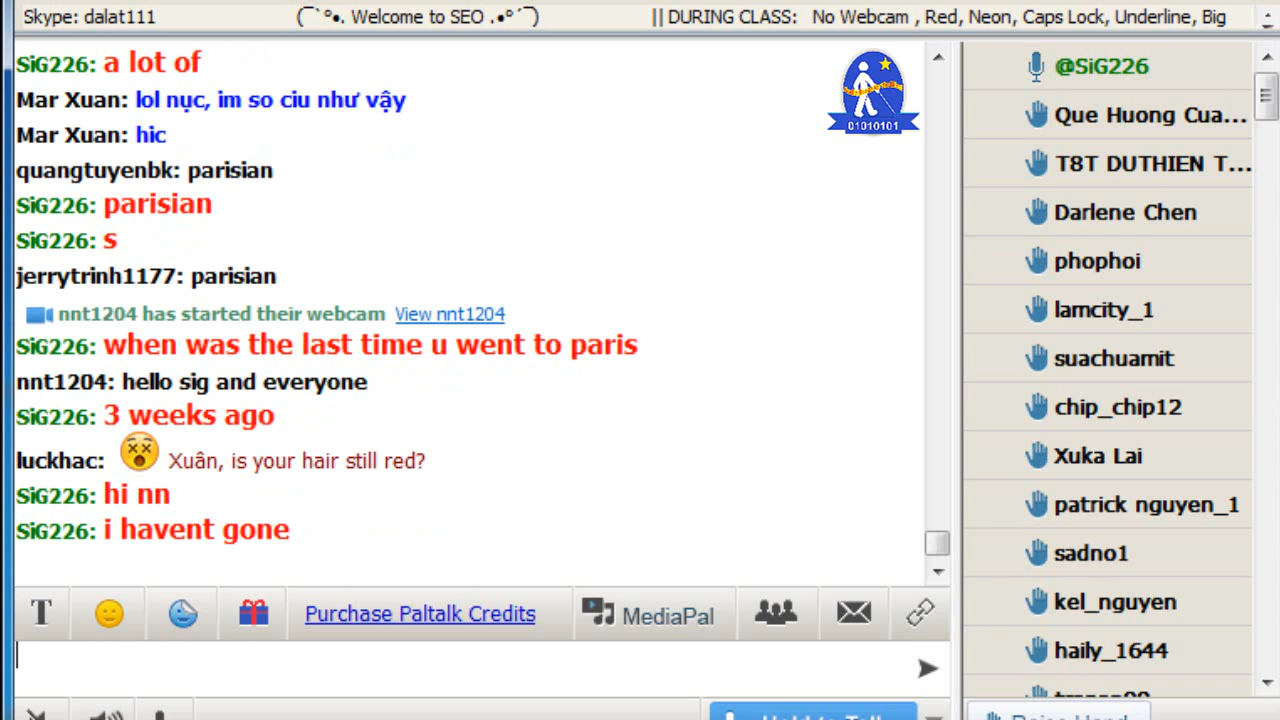 Skype: dalat111 (¯`°•. Welcome to SEO .•°´¯) || DURING CLASS: No Webcam , Red, Neon, Caps Lock, Underline, Big
SiG226: a lot of
Mar Xuan: lol nục, im so ciu như vậy
Mar Xuan: hic
quangtuyenbk: parisian
SiG226: parisian
SiG226: s
jerrytrinh1177: parisian
nnt1204 has started their webcam View nnt1204
SiG226: when was the last time u went to paris
nnt1204: hello sig and everyone
SiG226: 3 weeks ago
luckhac: Xuân, is your hair still red?
SiG226: hi nn
SiG226: i havent gone
01010101
T Purchase Paltalk Credits MediaPal
Hold to Talk
@SiG226
Que Huong Cua...
T8T DUTHIEN T...
Darlene Chen
phophoi
lamcity_1
suachuamit
chip_chip12
Xuka Lai
patrick nguyen_1
sadno1
kel_nguyen
haily_1644
Raise Hand